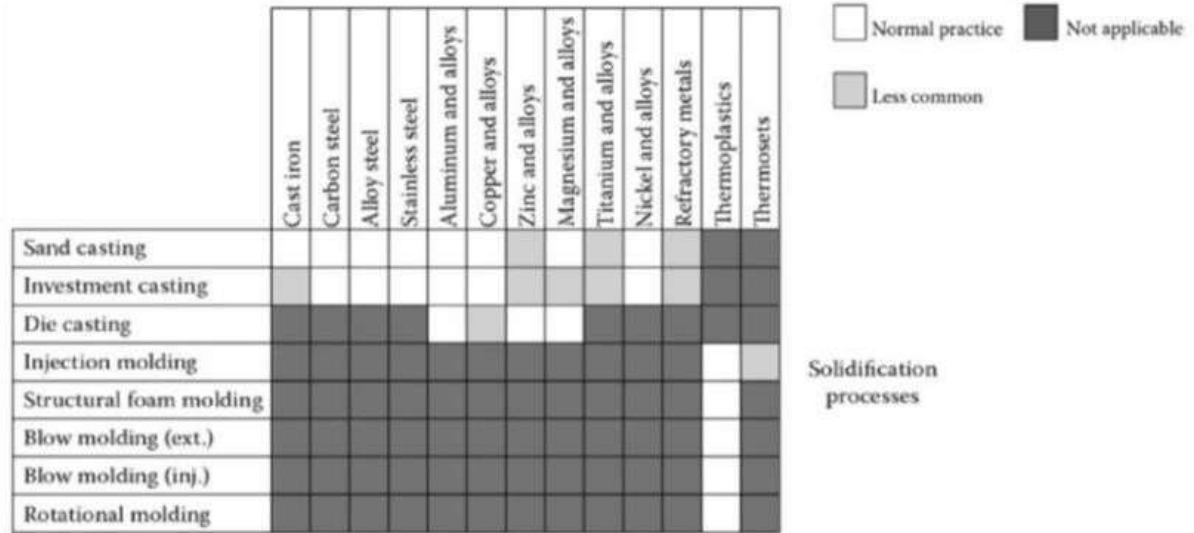 Normal practice
Not applicable
Less common
Cast iron
Carbon steel
Alloy steel
Stainless steel
Aluminum and alloys
Copper and alloys
Zinc and alloys
Magnesium and alloys
Titanium and alloys
Nickel and alloys
Refractory metals
Thermoplastics
Thermosets
Sand casting
Investment casting
Die casting
Injection molding
Structural foam molding
Blow molding (ext.)
Blow molding (inj.)
Rotational molding
Solidification
processes